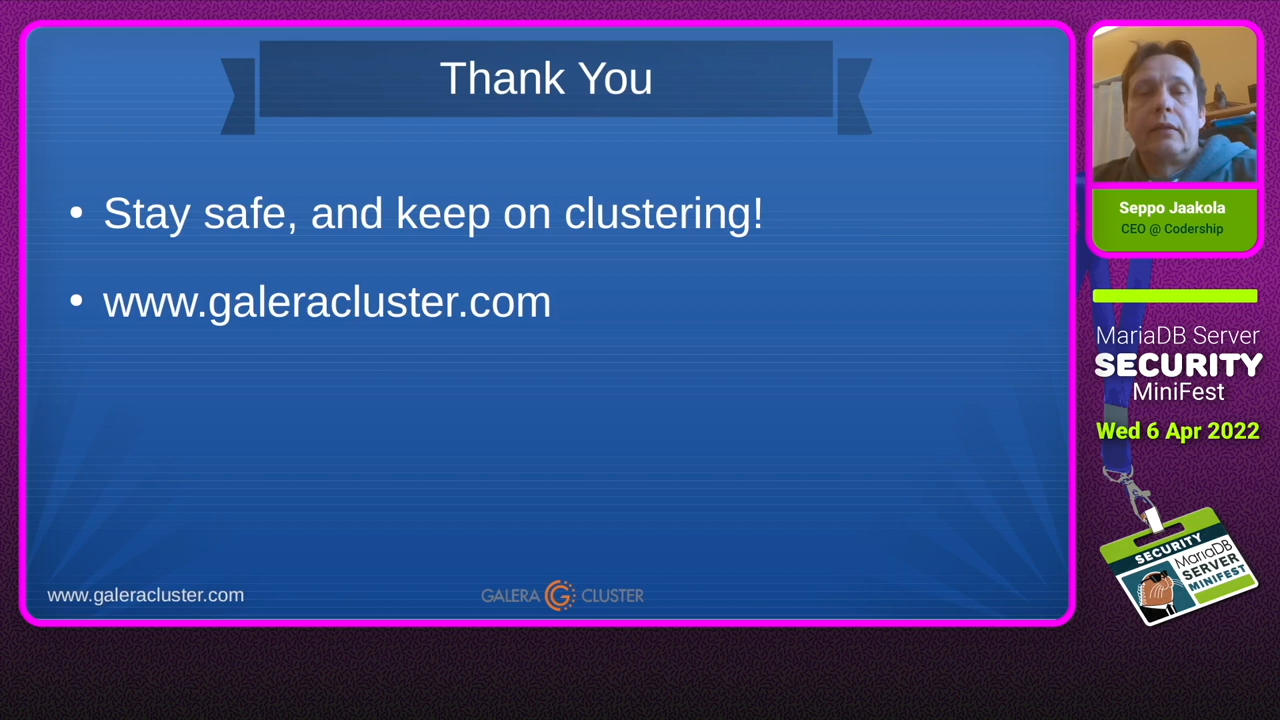 Thank You
• Stay safe, and keep on clustering!
• www.galeracluster.com
www.galeracluster.com
GALERA CLUSTER
Seppo Jaakola
CEO @ Codership
MariaDB Server
SECURITY
MiniFest
Wed 6 Apr 2022
SECURITY
MariaDB
SERVER
MINIFEST